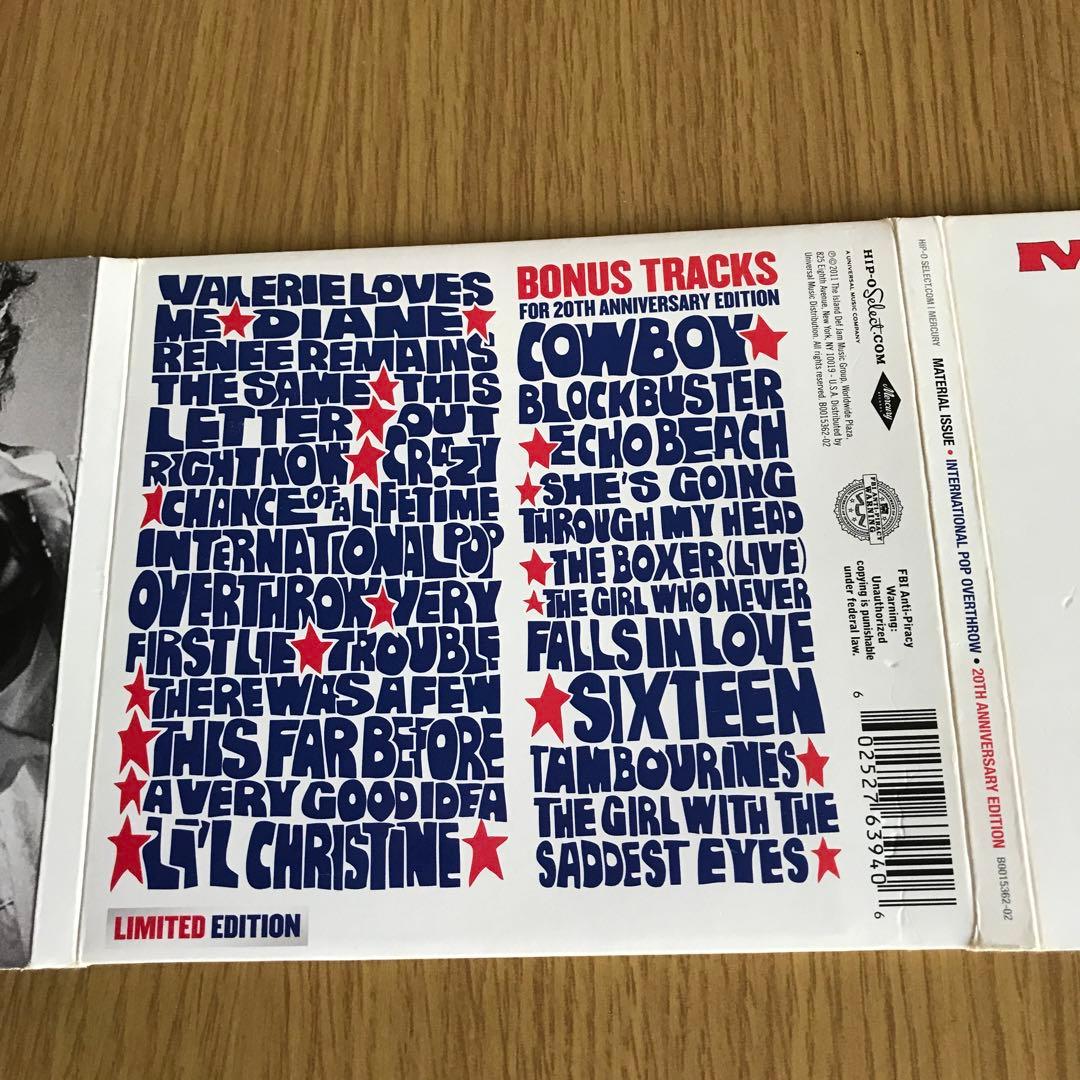 VALERIE LOVES
ME★DIANE★
RENEE REMAINS
THE SAME★THIS
LETTER★OUT
RIGHT NOW★CRAZY
★CHANCE OF A LIFETIME
INTERNATIONAL POP
OVERTHROW★VERY
FIRST LIE★TROUBLE
★THERE WAS A FEW
★THIS FAR BEFORE
★A VERY GOOD IDEA
★LI'L CHRISTINE★
LIMITED EDITION
BONUS TRACKS
FOR 20TH ANNIVERSARY EDITION
COWBOY★
BLOCKBUSTER
★ECHO BEACH
★SHE'S GOING
THROUGH MY HEAD
★THE BOXER (LIVE)
★THE GIRL WHO NEVER
FALLS IN LOVE
★SIXTEEN
TAMBOURINES★
THE GIRL WITH THE
SADDEST EYES★
HIP-O Select.COM
A UNIVERSAL MUSIC COMPANY
Mercury
RECORDS
℗©2011 The Island Def Jam Music Group, Worldwide Plaza,
825 Eighth Avenue, New York, NY 10019 - U.S.A. Distributed by
Universal Music Distribution. All rights reserved. B0015362-02
FBI ANTI-PIRACY
WARNING
FBI Anti-Piracy
Warning:
Unauthorized
copying is punishable
under federal law.
6 02527 63940 6
HIP-O SELECT.COM | MERCURY MATERIAL ISSUE • INTERNATIONAL POP OVERTHROW • 20TH ANNIVERSARY EDITION B0015362-02